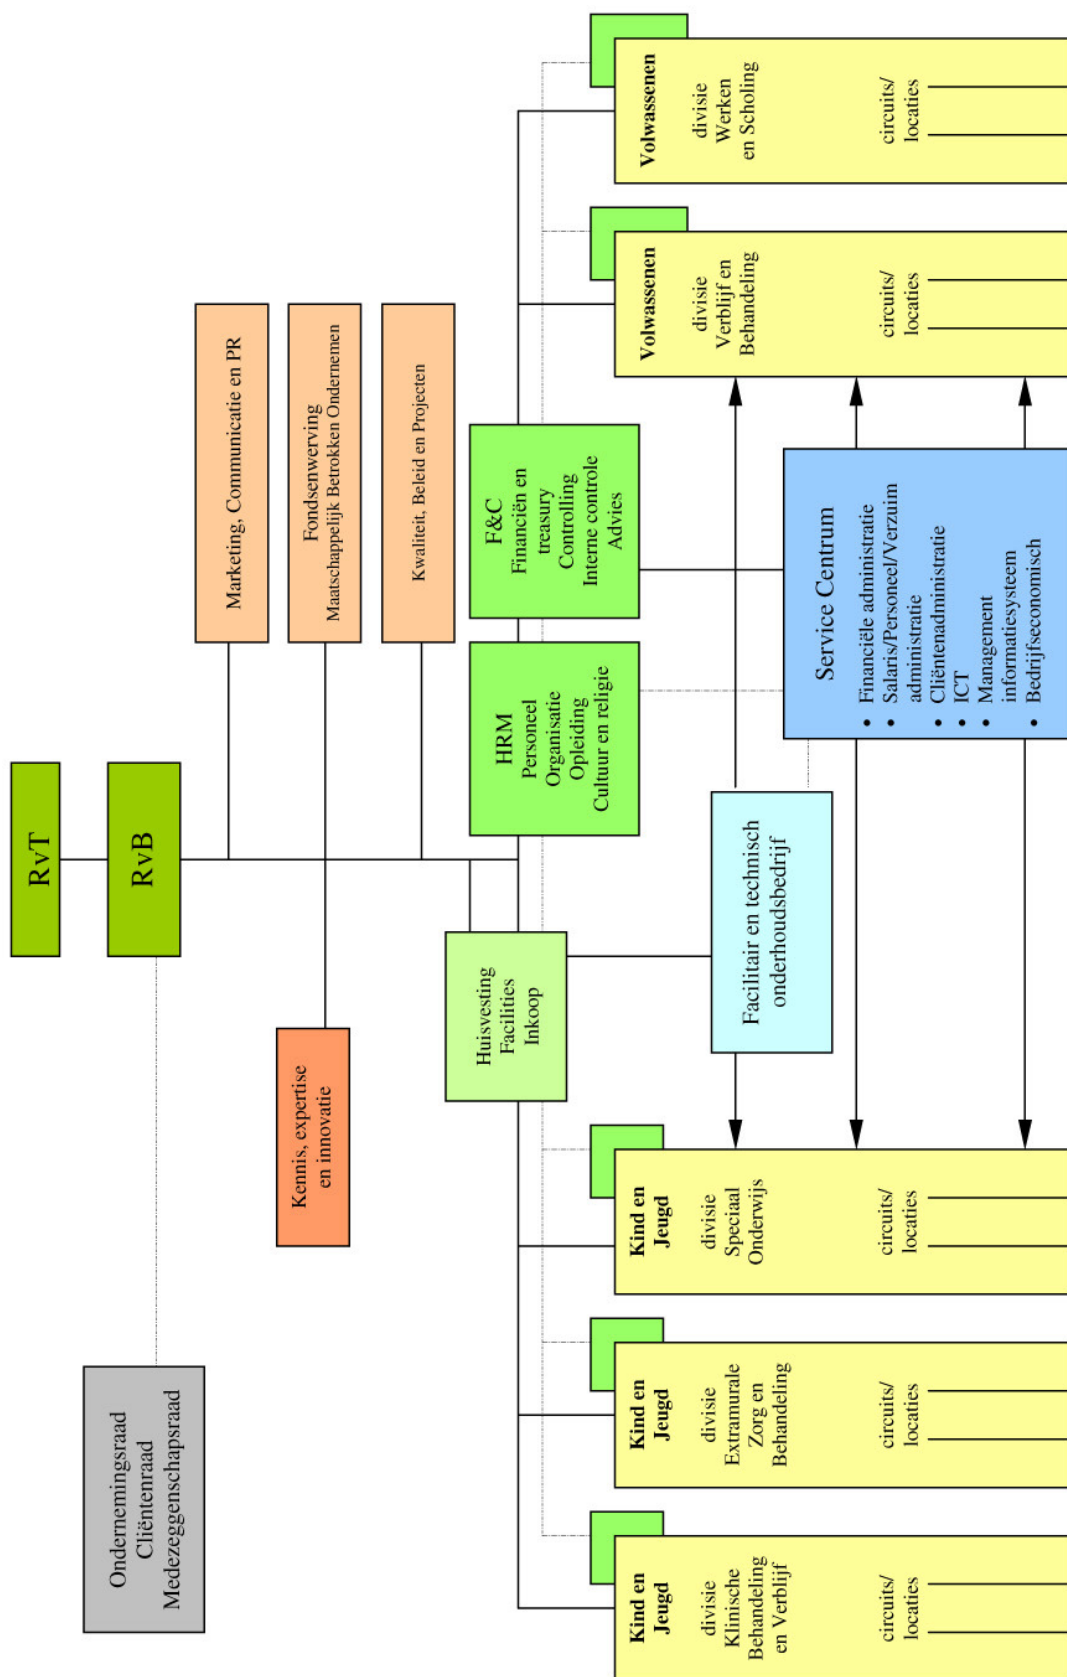 RvT
RvB
Ondernemingsraad
Cliëntenraad
Medezeggenschapsraad
Marketing, Communicatie en PR
Kennis, expertise
en innovatie
Fondsenwerving
Maatschappelijk Betrokken Ondernemen
Kwaliteit, Beleid en Projecten
Huisvesting
Facilities
Inkoop
HRM
Personeel
Organisatie
Opleiding
Cultuur en religie
F&C
Financiën en
treasury
Controlling
Interne controle
Advies
Kind en
Jeugd
divisie
Klinische
Behandeling
en Verblijf
circuits/
locaties
Kind en
Jeugd
divisie
Extramurale
Zorg en
Behandeling
circuits/
locaties
Kind en
Jeugd
divisie
Speciaal
Onderwijs
circuits/
locaties
Facilitair en technisch
onderhoudsbedrijf
Service Centrum
• Financiële administratie
• Salaris/Personeel/Verzuim
administratie
• Cliëntenadministratie
• ICT
• Management
informatiesysteem
• Bedrijfseconomisch
Volwassenen
divisie
Verblijf en
Behandeling
circuits/
locaties
Volwassenen
divisie
Werken
en Scholing
circuits/
locaties